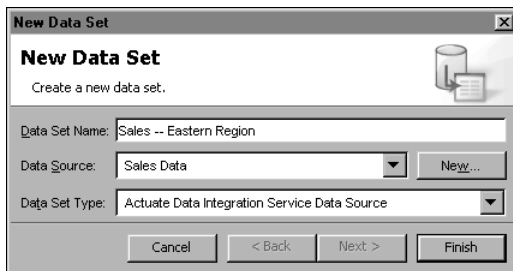 New Data Set
New Data Set
Create a new data set.
Data Set Name: Sales -- Eastern Region
Data Source: Sales Data New...
Data Set Type: Actuate Data Integration Service Data Source
Cancel < Back Next > Finish